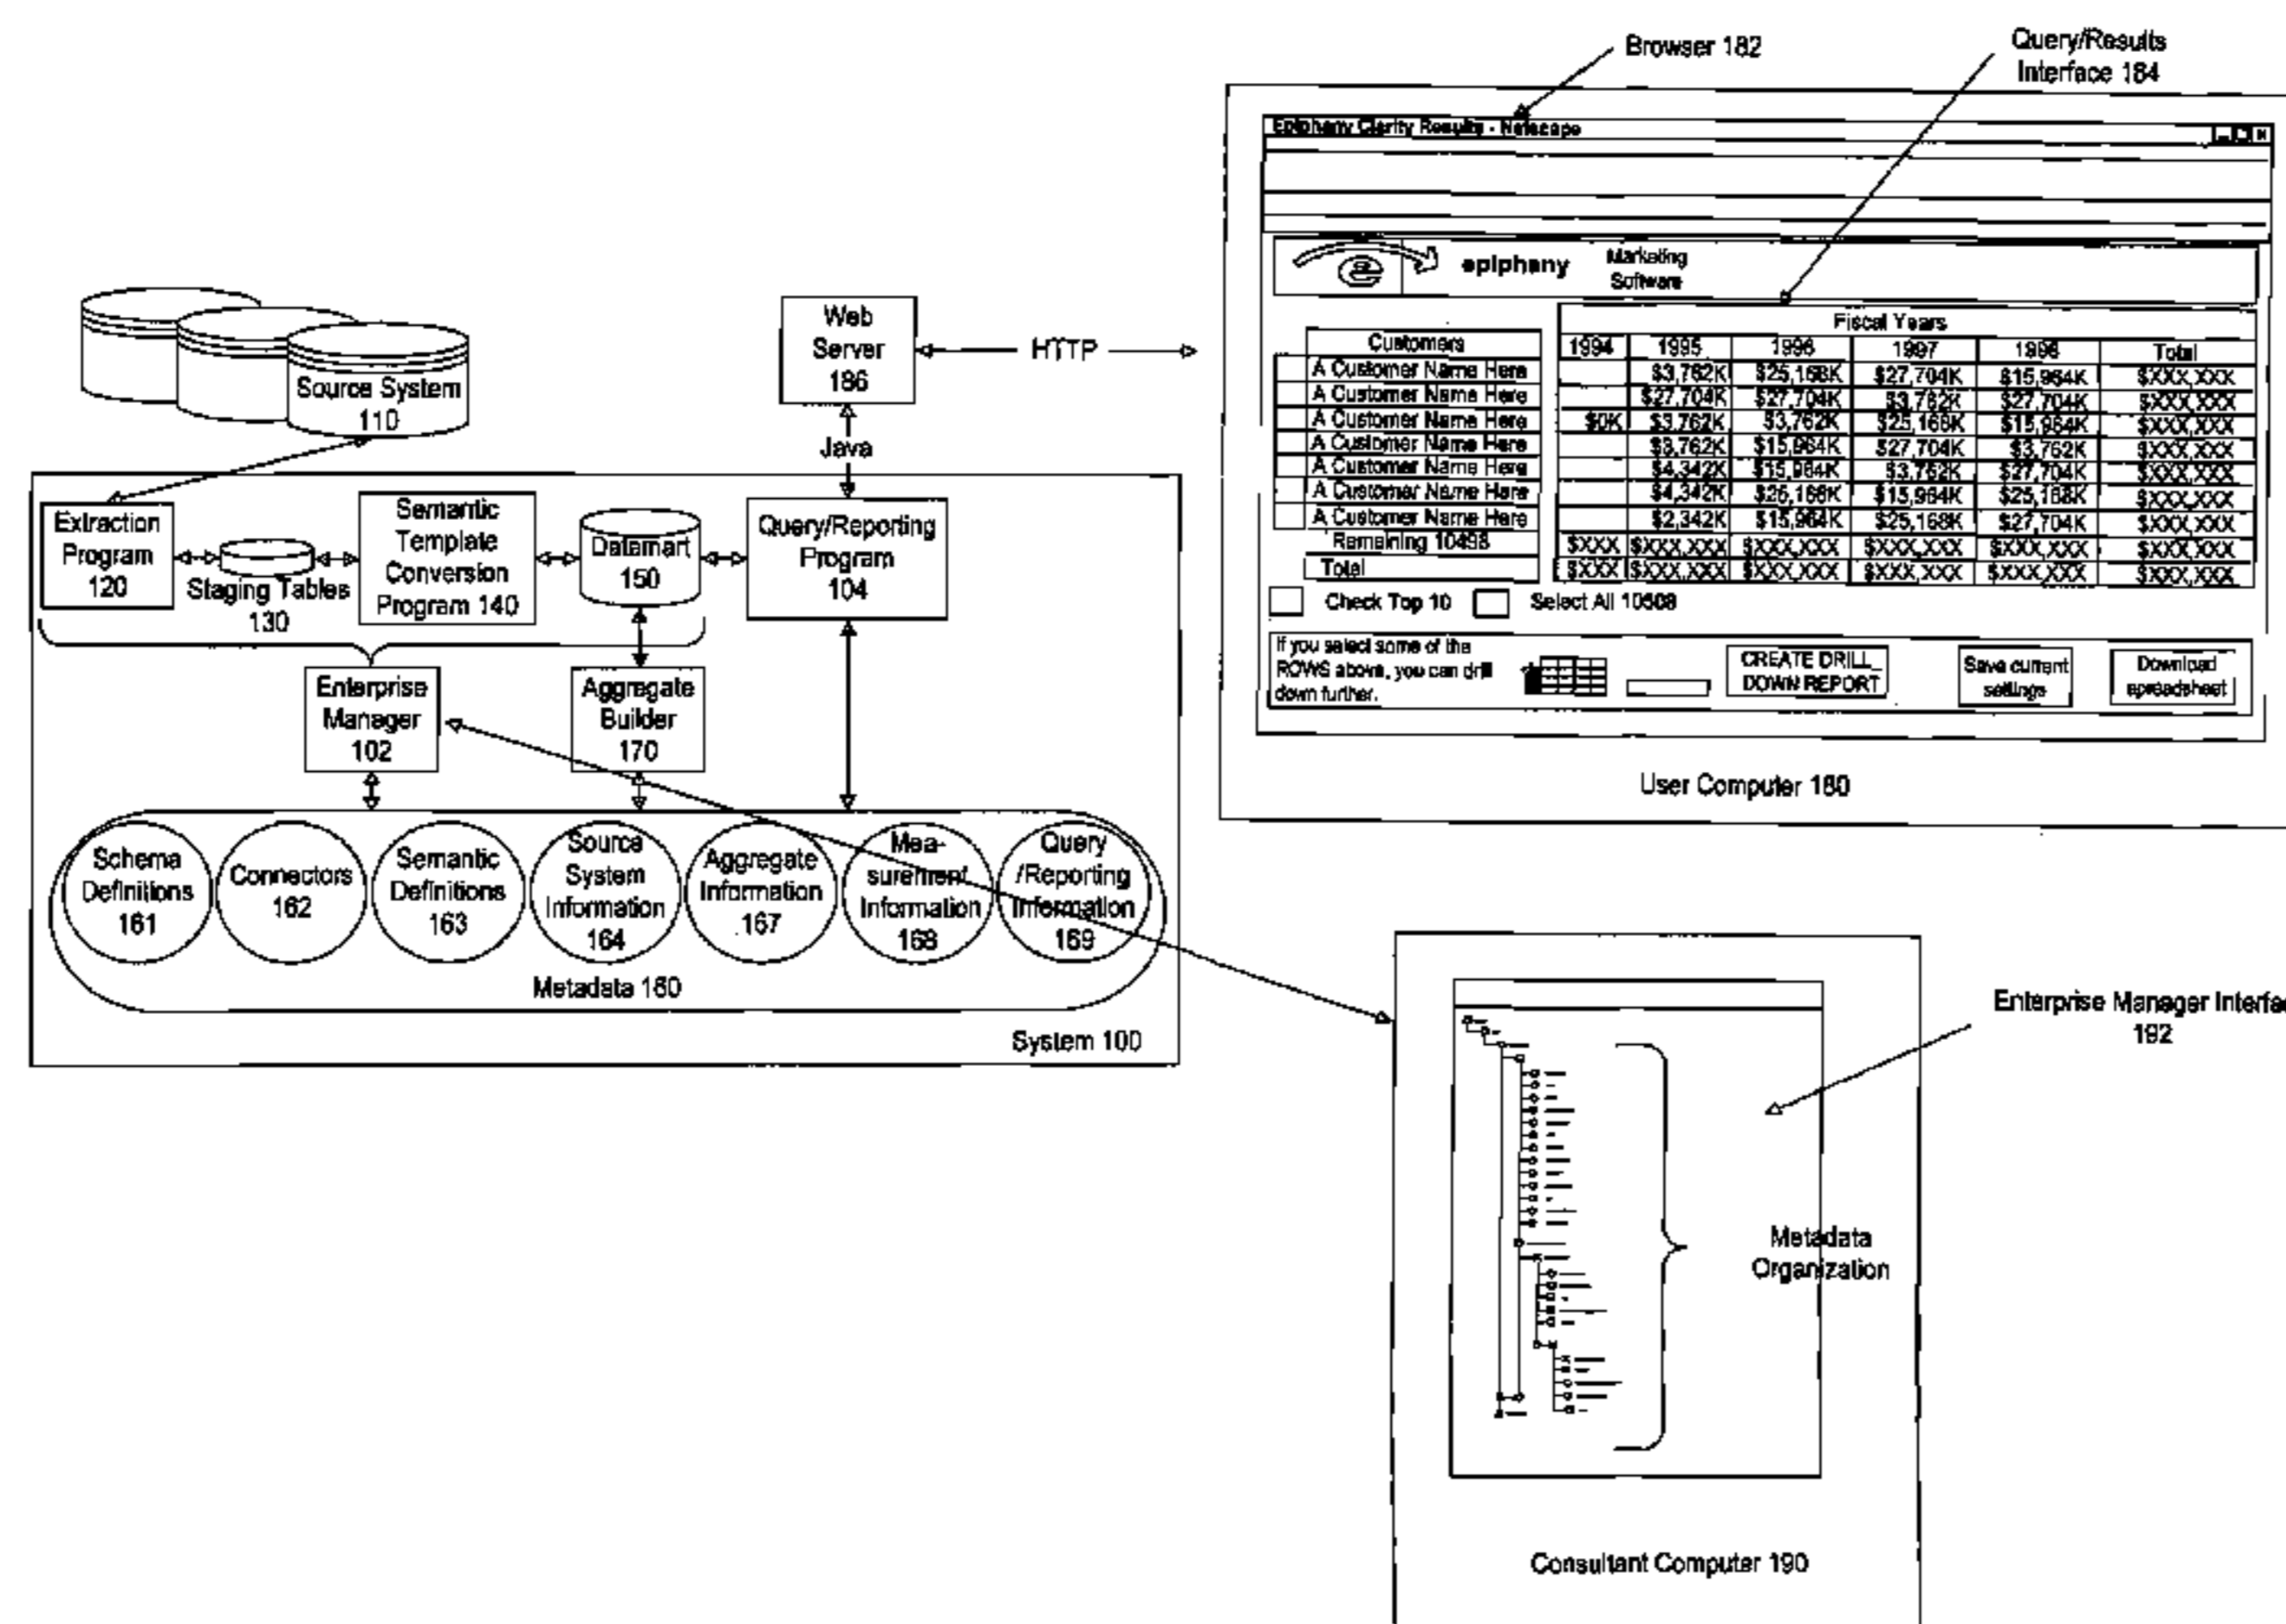 Browser 182
Query/Results
Interface 184
Epiphany Clarity Results - Netscape
epiphany
Marketing
Software
Fiscal Years
Customers 1994 1995 1996 1997 1998 Total
A Customer Name Here $3,762K $25,168K $27,704K $15,964K $XXX,XXX
A Customer Name Here $27,704K $27,704K $3,762K $27,704K $XXX,XXX
A Customer Name Here $0K $3,762K $3,762K $25,168K $15,964K $XXX,XXX
A Customer Name Here $3,762K $15,964K $27,704K $3,762K $XXX,XXX
A Customer Name Here $4,342K $15,964K $3,762K $27,704K $XXX,XXX
A Customer Name Here $4,342K $25,168K $15,964K $25,168K $XXX,XXX
A Customer Name Here $2,342K $15,964K $25,168K $27,704K $XXX,XXX
Remaining 10498 $XXX $XXX,XXX $XXX,XXX $XXX,XXX $XXX,XXX $XXX,XXX
Total $XXX $XXX,XXX $XXX,XXX $XXX,XXX $XXX,XXX $XXX,XXX
Check Top 10
Select All 10508
If you select some of the
ROWS above, you can drill
down further.
CREATE DRILL_
DOWN REPORT
Save current
settings
Download
spreadsheet
User Computer 180
Web
Server
186
HTTP
Java
Source System
110
Extraction
Program
120
Staging Tables
130
Semantic
Template
Conversion
Program 140
Datamart
150
Query/Reporting
Program
104
Enterprise
Manager
102
Aggregate
Builder
170
Schema
Definitions
161
Connectors
162
Semantic
Definitions
163
Source
System
Information
164
Aggregate
Information
167
Mea-
surement
Information
168
Query
/Reporting
Information
169
Metadata 160
System 100
Enterprise Manager Interfac
192
Metadata
Organization
Consultant Computer 190